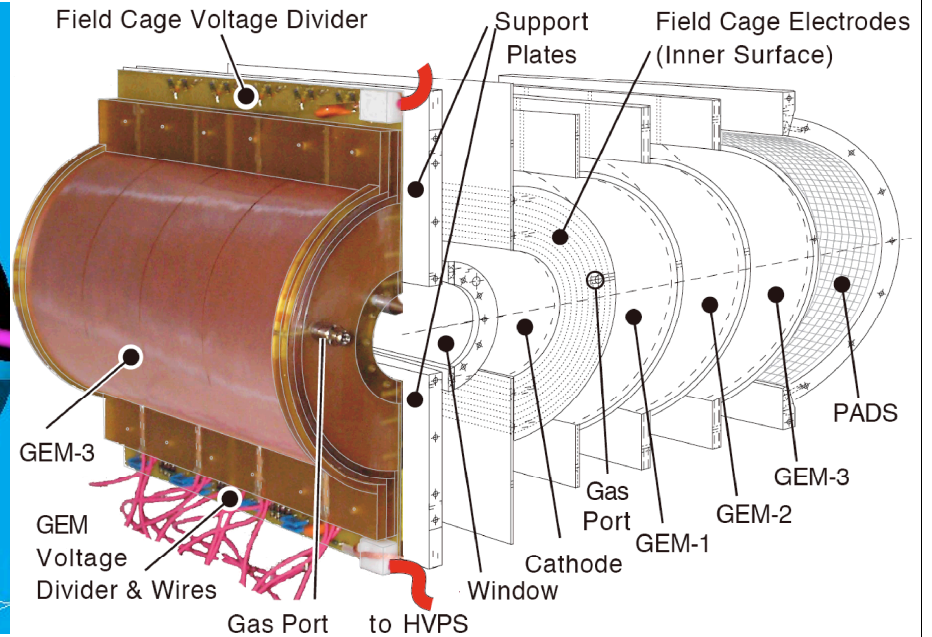 Field Cage Voltage Divider
Support
Plates
Field Cage Electrodes
(Inner Surface)
GEM-3
GEM
Voltage
Divider & Wires
Gas Port
to HVPS
Window
Cathode
Gas
Port
GEM-1
GEM-2
GEM-3
PADS